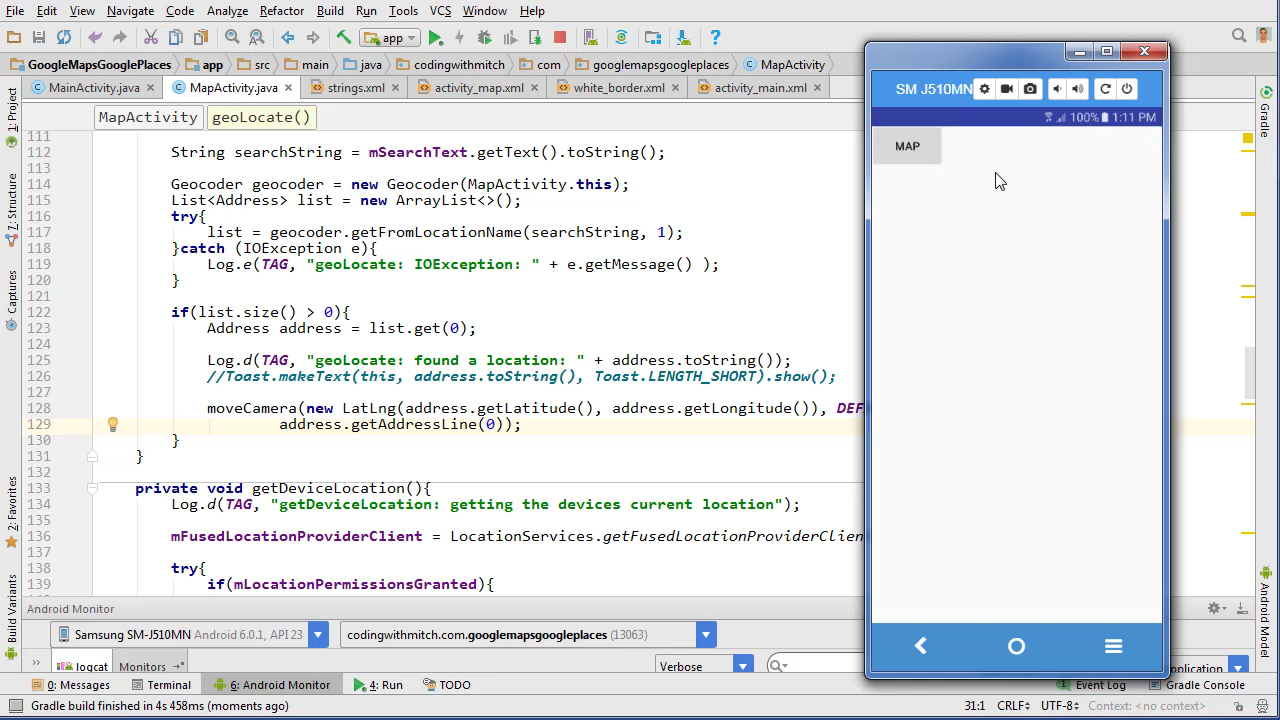 File Edit View Navigate Code Analyze Refactor Build Run Tools VCS Window Help
app
GoogleMapsGooglePlaces app src main java codingwithmitch com googlemapsgoogleplaces MapActivity
MainActivity.java MapActivity.java strings.xml activity_map.xml white_border.xml activity_main.xml
MapActivity geoLocate()
111
112 String searchString = mSearchText.getText().toString();
113
114 Geocoder geocoder = new Geocoder(MapActivity.this);
115 List<Address> list = new ArrayList<>();
116 try{
117 list = geocoder.getFromLocationName(searchString, 1);
118 }catch (IOException e){
119 Log.e(TAG, "geoLocate: IOException: " + e.getMessage() );
120 }
121
122 if(list.size() > 0){
123 Address address = list.get(0);
124
125 Log.d(TAG, "geoLocate: found a location: " + address.toString());
126 //Toast.makeText(this, address.toString(), Toast.LENGTH_SHORT).show();
127
128 moveCamera(new LatLng(address.getLatitude(), address.getLongitude()), DEF
129 address.getAddressLine(0));
130 }
131 }
132
133 private void getDeviceLocation(){
134 Log.d(TAG, "getDeviceLocation: getting the devices current location");
135
136 mFusedLocationProviderClient = LocationServices.getFusedLocationProviderClien
137
138 try{
139 if(mLocationPermissionsGranted){
1: Project
7: Structure
Captures
2: Favorites
Build Variants
Gradle
Android Model
SM J510MN
100% 1:11 PM
MAP
Android Monitor
Samsung SM-J510MN Android 6.0.1, API 23 codingwithmitch.com.googlemapsgoogleplaces (13063)
logcat Monitors Verbose pplication
0: Messages Terminal 6: Android Monitor 4: Run TODO Event Log Gradle Console
Gradle build finished in 4s 458ms (moments ago) 31:1 CRLF UTF-8 Context: <no context>